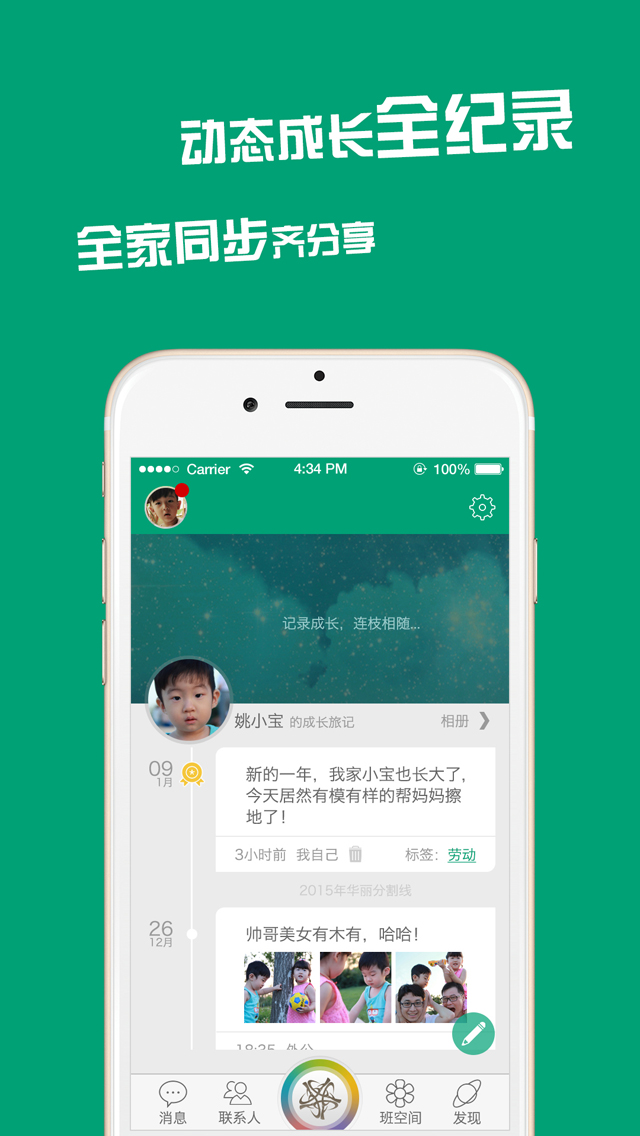 动态成长全纪录
全家同步齐分享
Carrier 4:34 PM 100%
记录成长，连枝相随...
姚小宝 的成长旅记 相册
09
1月
新的一年，我家小宝也长大了，
今天居然有模有样的帮妈妈擦
地了！
3小时前 我自己 标签：劳动
2015年华丽分割线
26
12月
帅哥美女有木有，哈哈！
18:35 外公
消息 联系人 班空间 发现